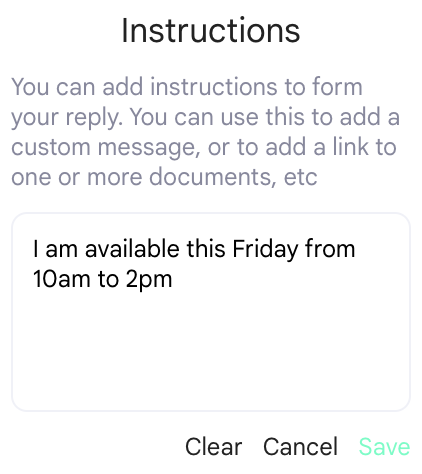 Instructions
You can add instructions to form
your reply. You can use this to add a
custom message, or to add a link to
one or more documents, etc
I am available this Friday from
10am to 2pm
Clear Cancel Save